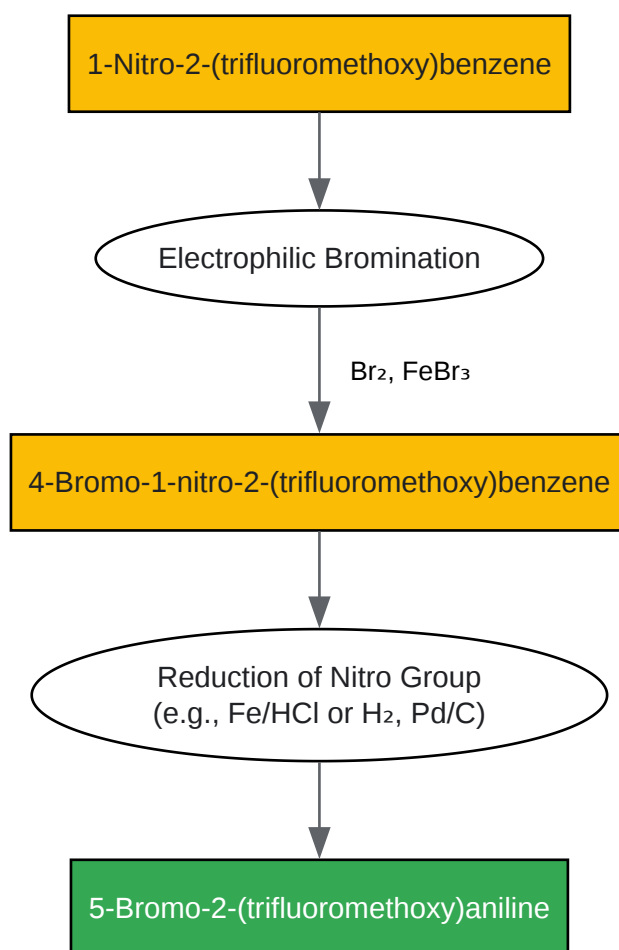 1-Nitro-2-(trifluoromethoxy)benzene
Electrophilic Bromination
Br₂, FeBr₃
4-Bromo-1-nitro-2-(trifluoromethoxy)benzene
Reduction of Nitro Group
(e.g., Fe/HCl or H₂, Pd/C)
5-Bromo-2-(trifluoromethoxy)aniline